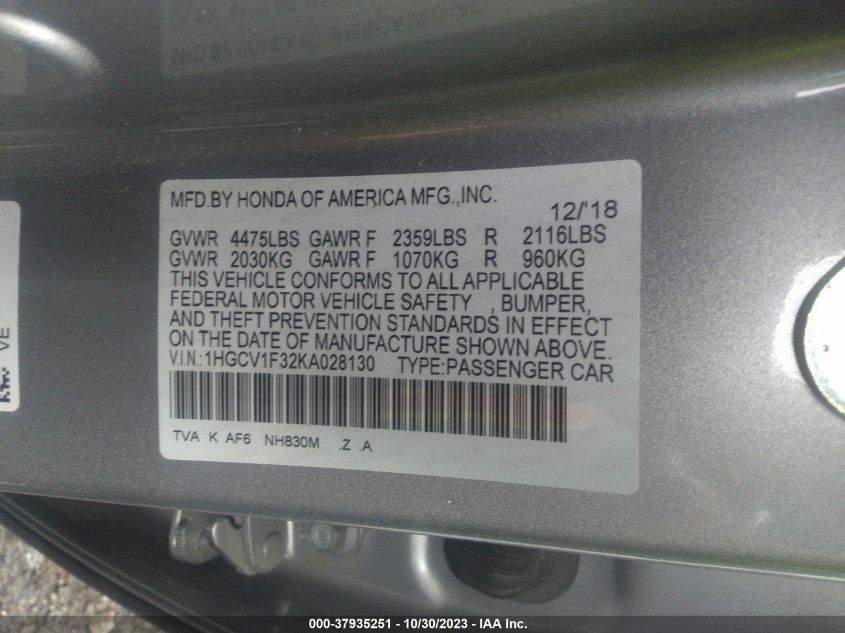 MFD.BY HONDA OF AMERICA MFG.,INC.
12/'18
GVWR 4475LBS GAWR F 2359LBS R 2116LBS
GVWR 2030KG GAWR F 1070KG R 960KG
THIS VEHICLE CONFORMS TO ALL APPLICABLE
FEDERAL MOTOR VEHICLE SAFETY , BUMPER,
AND THEFT PREVENTION STANDARDS IN EFFECT
ON THE DATE OF MANUFACTURE SHOWN ABOVE.
V.I.N.:1HGCV1F32KA028130 TYPE:PASSENGER CAR
TVA K AF6 NH830M .Z .A
VE
000-37935251 - 10/30/2023 - IAA Inc.